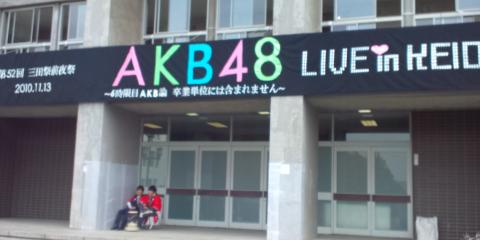 第52回 三田祭前夜祭
2010.11.13
AKB48
~6時限目AKB論 卒業単位には含まれません~
LIVE in KEIO